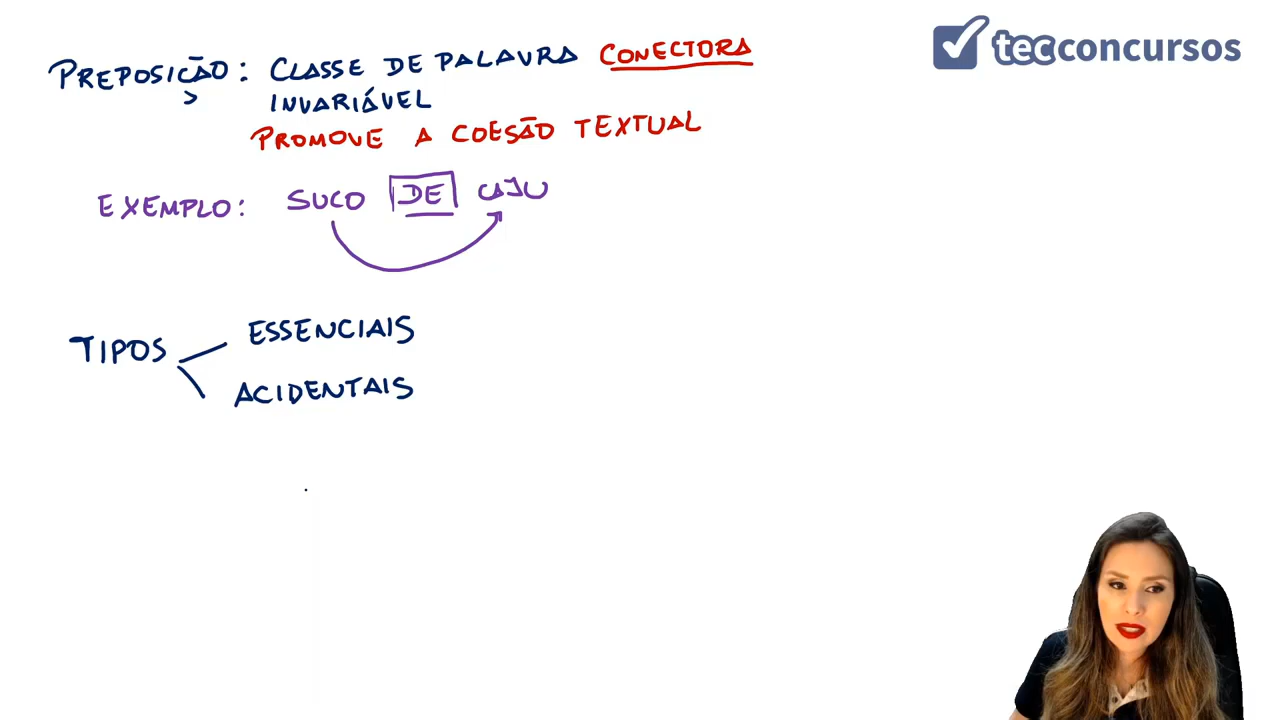 PREPOSIÇÃO: CLASSE DE PALAVRA CONECTORA
INVARIÁVEL
PROMOVE A COESÃO TEXTUAL
EXEMPLO: SUCO DE CAJU
TIPOS
ESSENCIAIS
ACIDENTAIS
tecconcursos